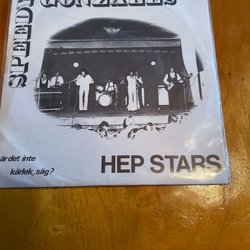 SPEEDY
GONZALES
är det inte
kärlek, säg?
HEP STARS